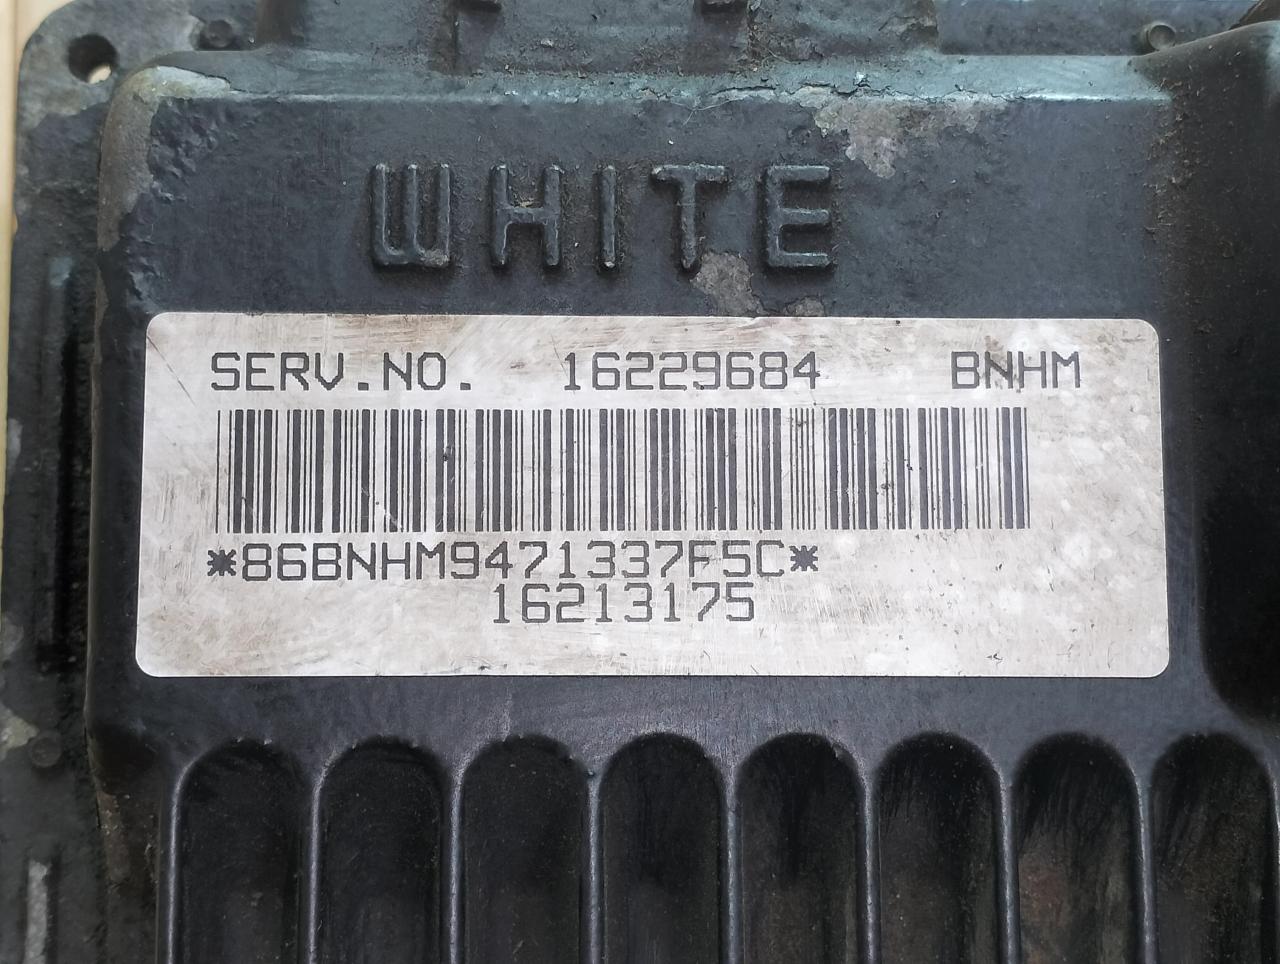 WHITE
SERV.NO. 16229684 BNHM
*86BNHM9471337F5C*
16213175